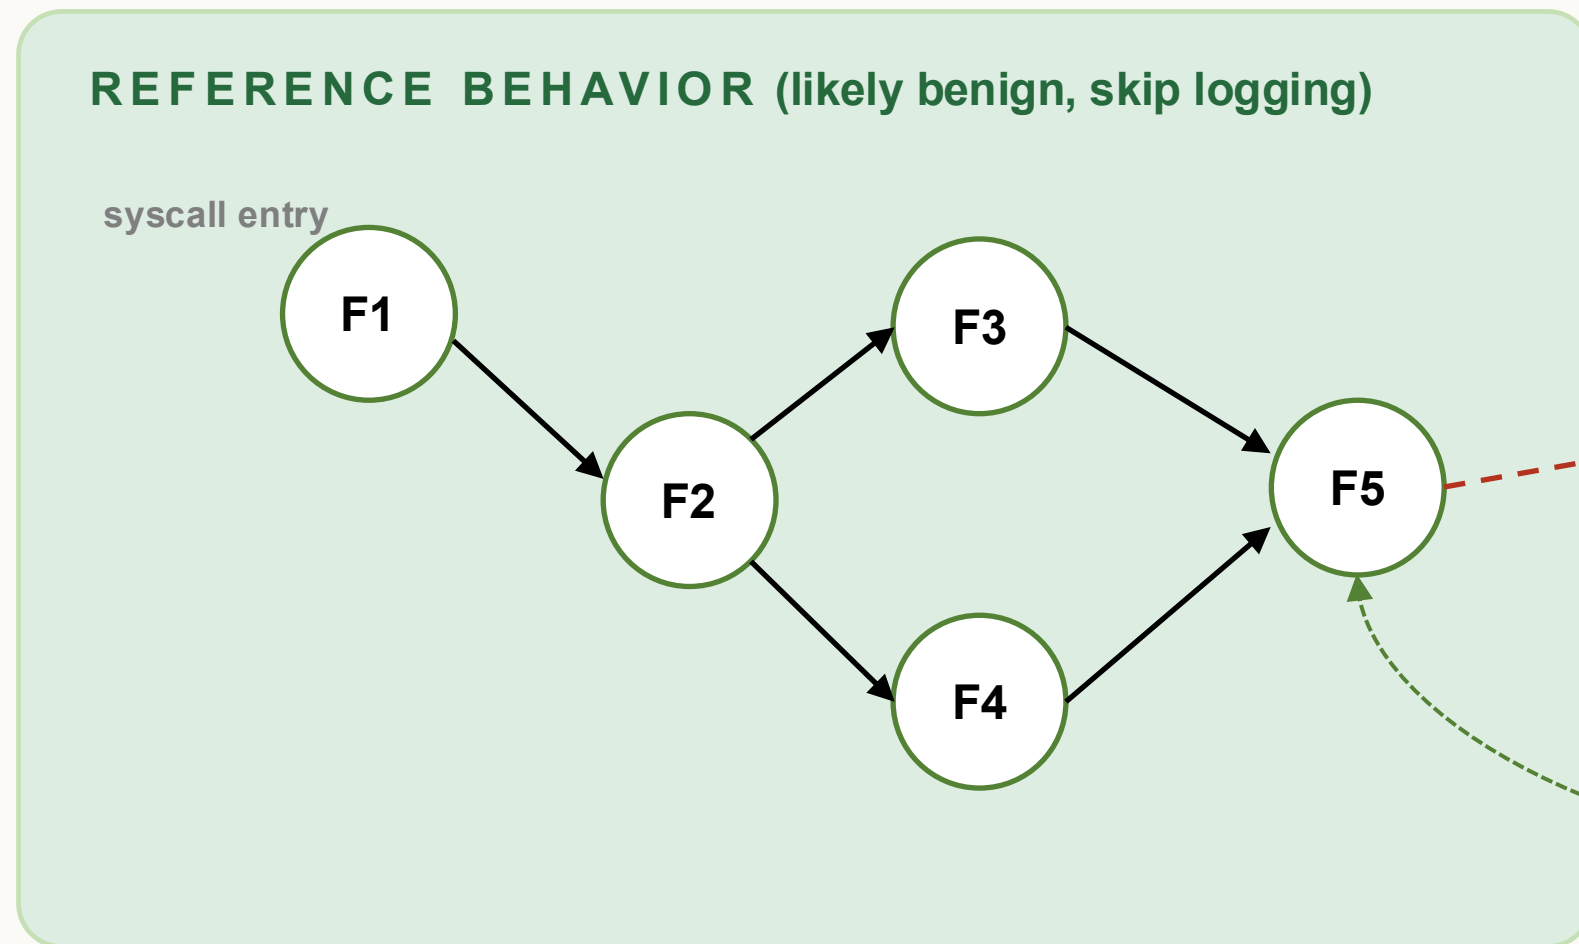 REFERENCE BEHAVIOR (likely benign, skip logging)
syscall entry
F1
F3
F2
F5
F4